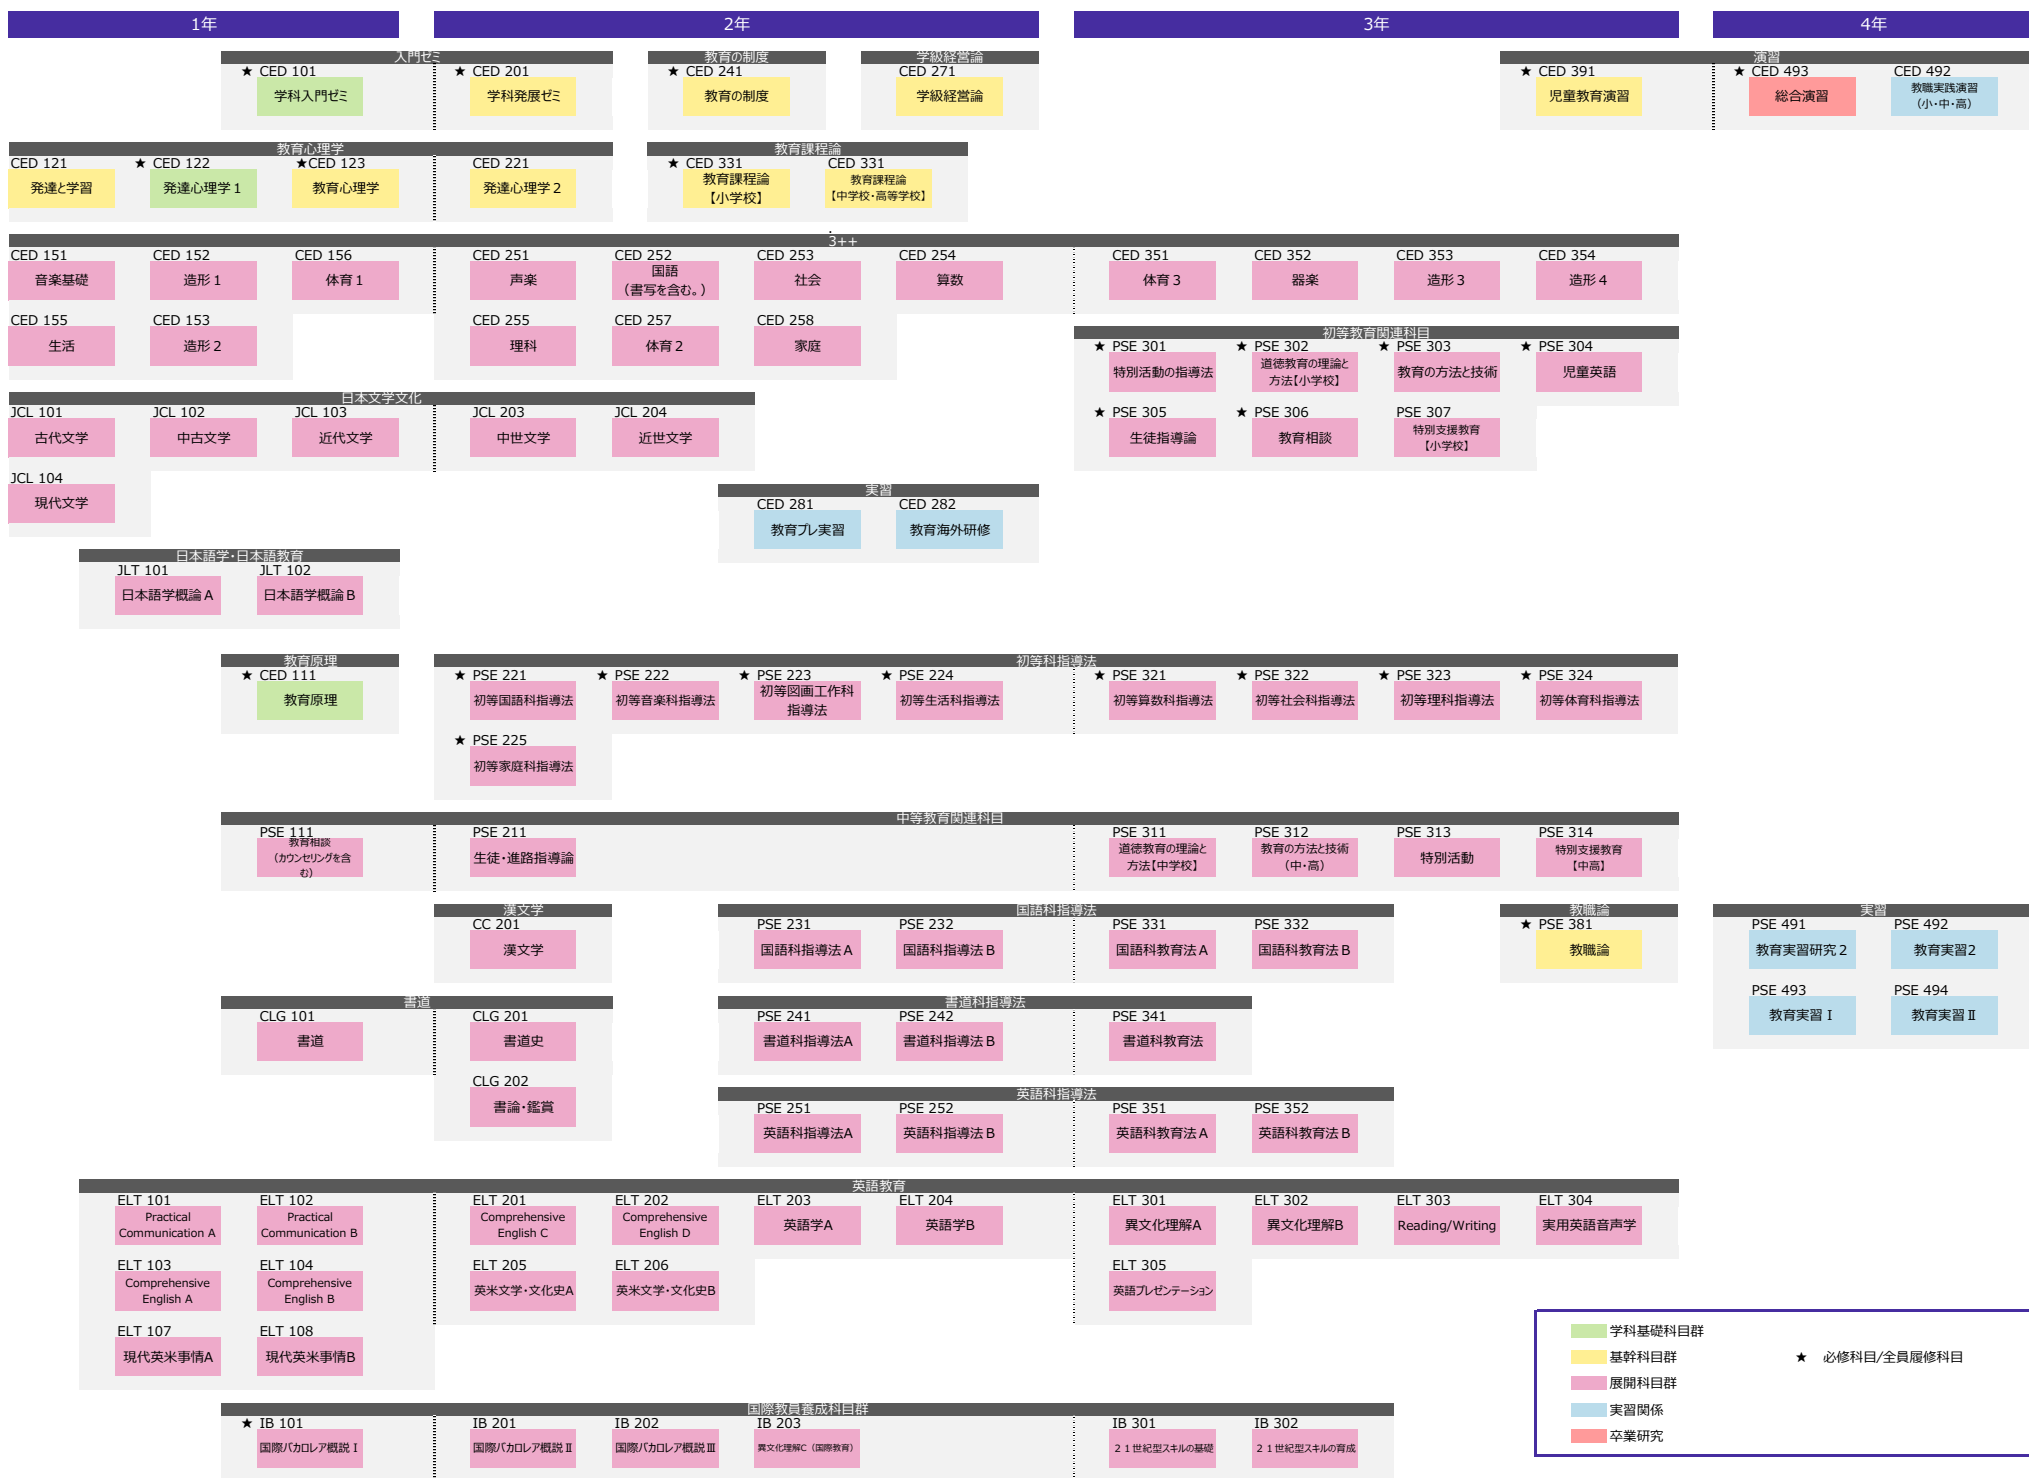 1年 2年 3年 4年
入門ゼミ 教育の制度 学級経営論 演習
★ CED 101 ★ CED 201 ★ CED 241 CED 271 ★ CED 391 ★ CED 493 CED 492
学科入門ゼミ 学科発展ゼミ 教育の制度 学級経営論 児童教育演習 総合演習 教職実践演習
（小・中・高）
教育心理学 教育課程論
CED 121 ★ CED 122 ★CED 123 CED 221 ★ CED 331 CED 331
発達と学習 発達心理学１ 教育心理学 発達心理学２ 教育課程論 教育課程論
【小学校】 【中学校・高等学校】
3++
CED 151 CED 152 CED 156 CED 251 CED 252 CED 253 CED 254 CED 351 CED 352 CED 353 CED 354
音楽基礎 造形１ 体育１ 声楽 国語 社会 算数 体育３ 器楽 造形３ 造形４
（書写を含む。）
CED 155 CED 153 CED 255 CED 257 CED 258
生活 造形２ 理科 体育２ 家庭
初等教育関連科目
★ PSE 301 ★ PSE 302 ★ PSE 303 ★ PSE 304
特別活動の指導法 道徳教育の理論と 教育の方法と技術 児童英語
方法【小学校】
日本文学文化
JCL 101 JCL 102 JCL 103 JCL 203 JCL 204 ★ PSE 305 ★ PSE 306 PSE 307
古代文学 中古文学 近代文学 中世文学 近世文学 生徒指導論 教育相談 特別支援教育
【小学校】
JCL 104
現代文学
実習
CED 281 CED 282
教育プレ実習 教育海外研修
日本語学・日本語教育
JLT 101 JLT 102
日本語学概論Ａ 日本語学概論Ｂ
教育原理 初等科指導法
★ CED 111 ★ PSE 221 ★ PSE 222 ★ PSE 223 ★ PSE 224 ★ PSE 321 ★ PSE 322 ★ PSE 323 ★ PSE 324
教育原理 初等国語科指導法 初等音楽科指導法 初等図画工作科 初等生活科指導法 初等算数科指導法 初等社会科指導法 初等理科指導法 初等体育科指導法
指導法
★ PSE 225
初等家庭科指導法
中等教育関連科目
PSE 111 PSE 211 PSE 311 PSE 312 PSE 313 PSE 314
教育相談 生徒・進路指導論 道徳教育の理論と 教育の方法と技術 特別活動 特別支援教育
（カウンセリングを含 方法【中学校】 （中・高） 【中高】
む）
漢文学 国語科指導法 教職論 実習
CC 201 PSE 231 PSE 232 PSE 331 PSE 332 ★ PSE 381 PSE 491 PSE 492
漢文学 国語科指導法Ａ 国語科指導法Ｂ 国語科教育法Ａ 国語科教育法Ｂ 教職論 教育実習研究２ 教育実習2
PSE 493 PSE 494
教育実習Ⅰ 教育実習Ⅱ
書道 書道科指導法
CLG 101 CLG 201 PSE 241 PSE 242 PSE 341
書道 書道史 書道科指導法A 書道科指導法Ｂ 書道科教育法
CLG 202
書論・鑑賞
英語科指導法
PSE 251 PSE 252 PSE 351 PSE 352
英語科指導法A 英語科指導法Ｂ 英語科教育法Ａ 英語科教育法Ｂ
英語教育
ELT 101 ELT 102 ELT 201 ELT 202 ELT 203 ELT 204 ELT 301 ELT 302 ELT 303 ELT 304
Practical Practical Comprehensive Comprehensive 英語学A 英語学B 異文化理解A 異文化理解B Reading/Writing 実用英語音声学
Communication A Communication B English C English D
ELT 103 ELT 104 ELT 205 ELT 206 ELT 305
Comprehensive Comprehensive 英米文学・文化史A 英米文学・文化史B 英語プレゼンテーション
English A English B
ELT 107 ELT 108
現代英米事情A 現代英米事情B
学科基礎科目群
基幹科目群 ★ 必修科目/全員履修科目
展開科目群
実習関係
卒業研究
国際教員養成科目群
★ IB 101 IB 201 IB 202 IB 203 IB 301 IB 302
国際バカロレア概説Ⅰ 国際バカロレア概説Ⅱ 国際バカロレア概説Ⅲ 異文化理解C（国際教育） ２１世紀型スキルの基礎 ２１世紀型スキルの育成